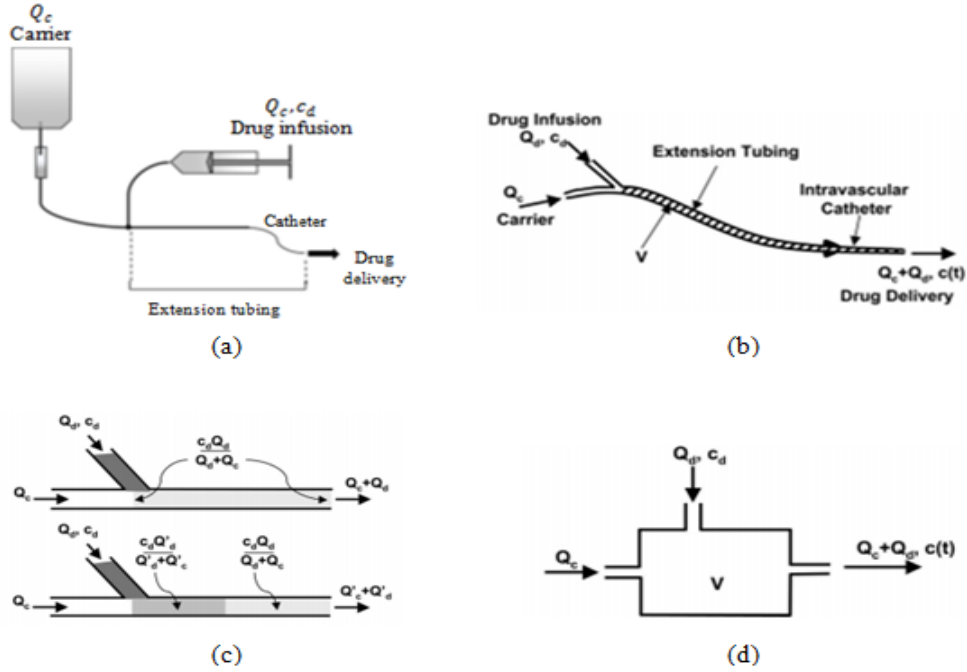 Q_c
Carrier
Q_c, c_d
Drug infusion
Catheter
Drug
delivery
Extension tubing
(a)
Drug Infusion
Q_d, c_d
Extension Tubing
Q_c
Carrier
V
Intravascular
Catheter
Q_c+Q_d, c(t)
Drug Delivery
(b)
Q_d, c_d
c_dQ_d
Q_d+Q_c
Q_c
Q_c+Q_d
Q_d, c_d
c_dQ'_d
Q'_d+Q'_c
c_dQ_d
Q_d+Q_c
Q_c
Q'_c+Q'_d
(c)
Q_d, c_d
Q_c
V
Q_c+Q_d, c(t)
(d)